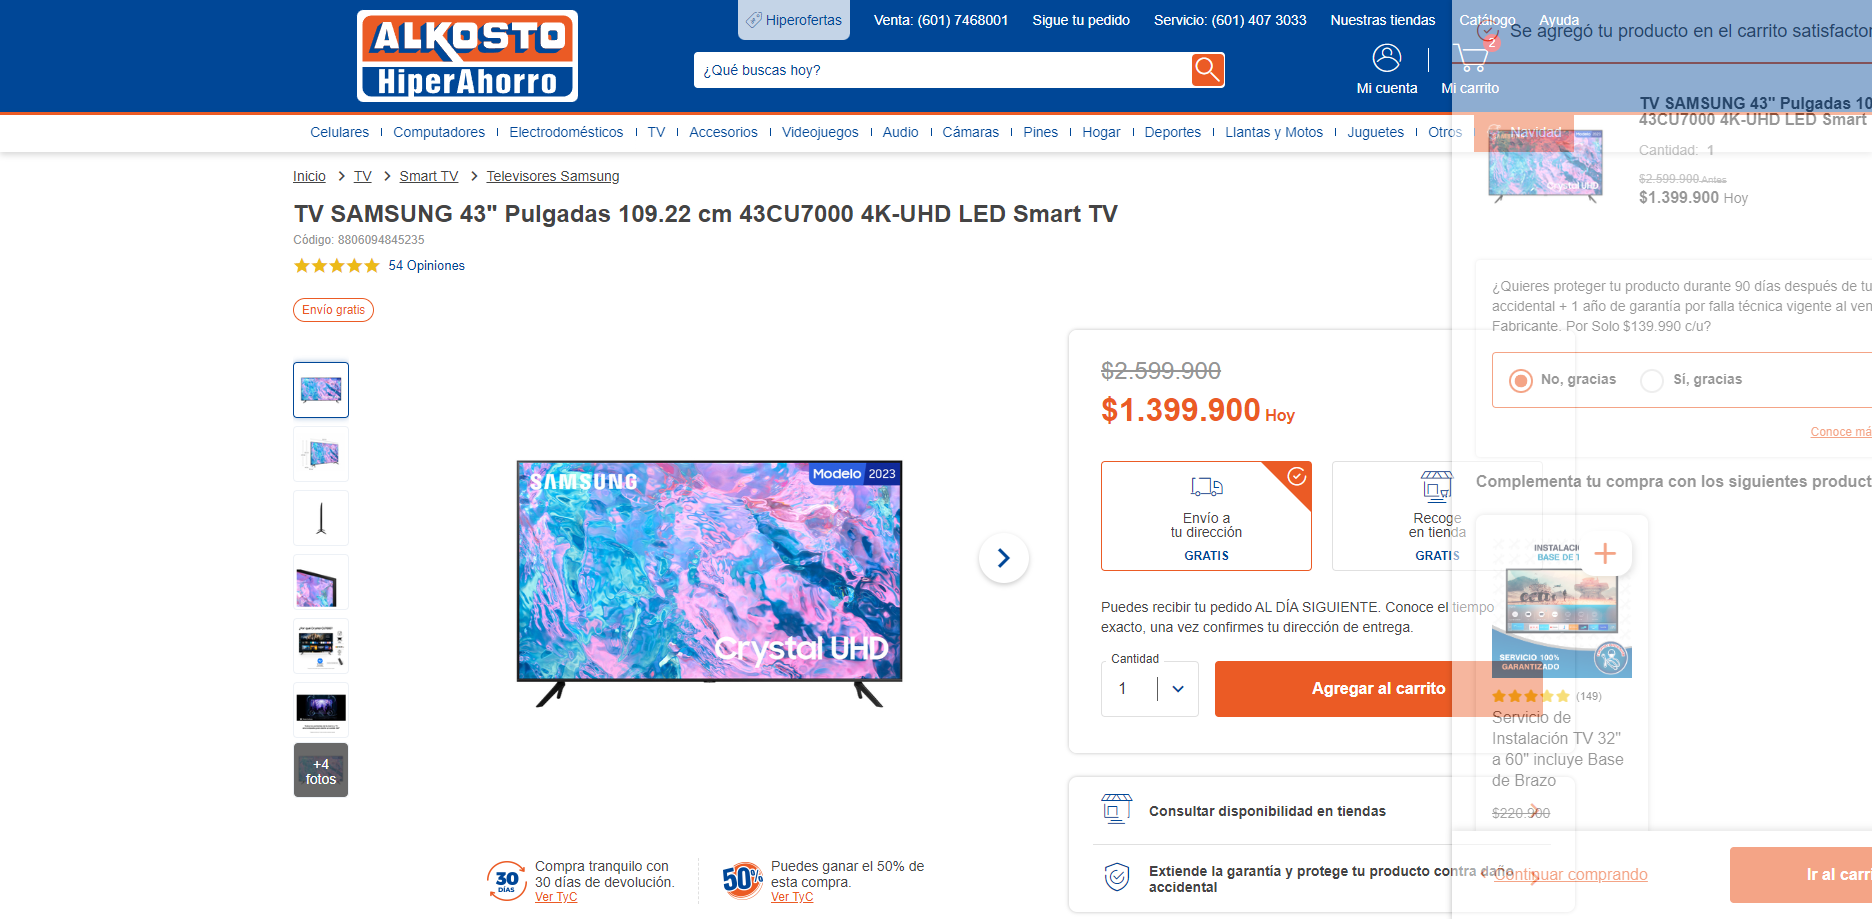 Hiperofertas
Venta: (601) 7468001
Sigue tu pedido
Servicio: (601) 407 3033
Nuestras tiendas
Catálogo
Ayuda
ALKOSTO
HiperAhorro
¿Qué buscas hoy?
Mi cuenta
2
Mi carrito
Se agregó tu producto en el carrito
Celulares
Computadores
Electrodomésticos
TV
Accesorios
Videojuegos
Audio
Cámaras
Pines
Hogar
Deportes
Llantas y Motos
Juguetes
Otros
Navidad
Inicio > TV > Smart TV > Televisores Samsung
TV SAMSUNG 43" Pulgadas 109.22 cm 43CU7000 4K-UHD LED Smart TV
Código: 8806094845235
54 Opiniones
Envío gratis
+4
fotos
SAMSUNG
Modelo 2023
Crystal UHD
30
DÍAS
Compra tranquilo con
30 días de devolución.
Ver TyC
50%
Puedes ganar el 50% de
esta compra.
Ver TyC
$2.599.900
$1.399.900 Hoy
Envío a
tu dirección
GRATIS
Recoge
en tienda
GRATIS
Puedes recibir tu pedido AL DÍA SIGUIENTE. Conoce el tiempo
exacto, una vez confirmes tu dirección de entrega.
Cantidad
1
Agregar al carrito
Consultar disponibilidad en tiendas
Extiende la garantía y protege tu producto contra daño
accidental
TV SAMSUNG 43" Pulgadas
43CU7000 4K-UHD LED Smart
Crystal UHD
Cantidad: 1
$2.599.900 Antes
$1.399.900 Hoy
¿Quieres proteger tu producto durante 90 días después de tu
accidental + 1 año de garantía por falla técnica vigente al
Fabricante. Por Solo $139.990 c/u?
No, gracias
Sí, gracias
Conoce
Complementa tu compra con los siguientes
BASE DE
SERVICIO 100%
GARANTIZADO
(149)
Servicio de
Instalación TV 32"
a 60" incluye Base
de Brazo
$220.900
Continuar comprando
Ir al